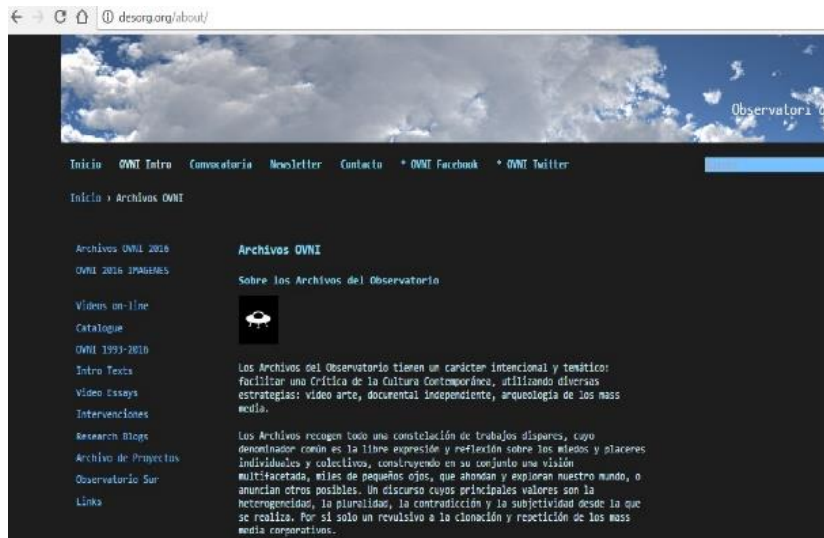 desorg.org/about/
Observatori
Inicio OVNI Intro Convocatoria Newsletter Contacto * OVNI Facebook * OVNI Twitter
Inicio › Archivos OVNI
Archivos OVNI 2016
OVNI 2016 IMAGENES
Videos on-line
Catalogue
OVNI 1993-2016
Intro Texts
Video Essays
Intervenciones
Research Blogs
Archivo de Proyectos
Observatorio Sur
Links
Archivos OVNI
Sobre los Archivos del Observatorio
Los Archivos del Observatorio tienen un carácter intencional y temático:
facilitar una Crítica de la Cultura Contemporánea, utilizando diversas
estrategias: video arte, documental independiente, arqueología de los mass
media.
Los Archivos recogen toda una constelación de trabajos dispares, cuyo
denominador común es la libre expresión y reflexión sobre los miedos y placeres
individuales y colectivos, construyendo en su conjunto una visión
multifacetada, miles de pequeños ojos, que ahondan y exploran nuestro mundo, o
anuncian otros posibles. Un discurso cuyos principales valores son la
heterogeneidad, la pluralidad, la contradicción y la subjetividad desde la que
se realiza. Por si solo un revulsivo a la clonación y repetición de los mass
media corporativos.